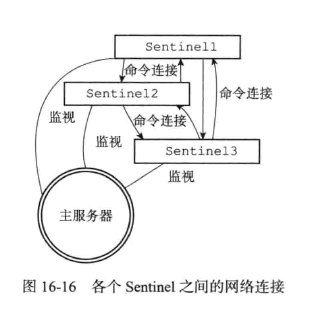 Sentinel1
命令连接
Sentinel2
命令连接
监视
命令连接
监视
Sentinel3
监视
主服务器
图 16-16 各个 Sentinel 之间的网络连接